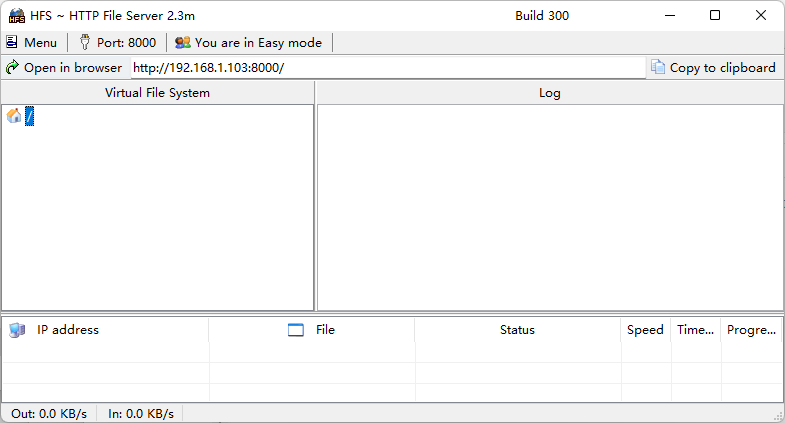 HFS ~ HTTP File Server 2.3m Build 300
Menu Port: 8000 You are in Easy mode
Open in browser http://192.168.1.103:8000/ Copy to clipboard
Virtual File System Log
/
IP address File Status Speed Time... Progre...
Out: 0.0 KB/s In: 0.0 KB/s